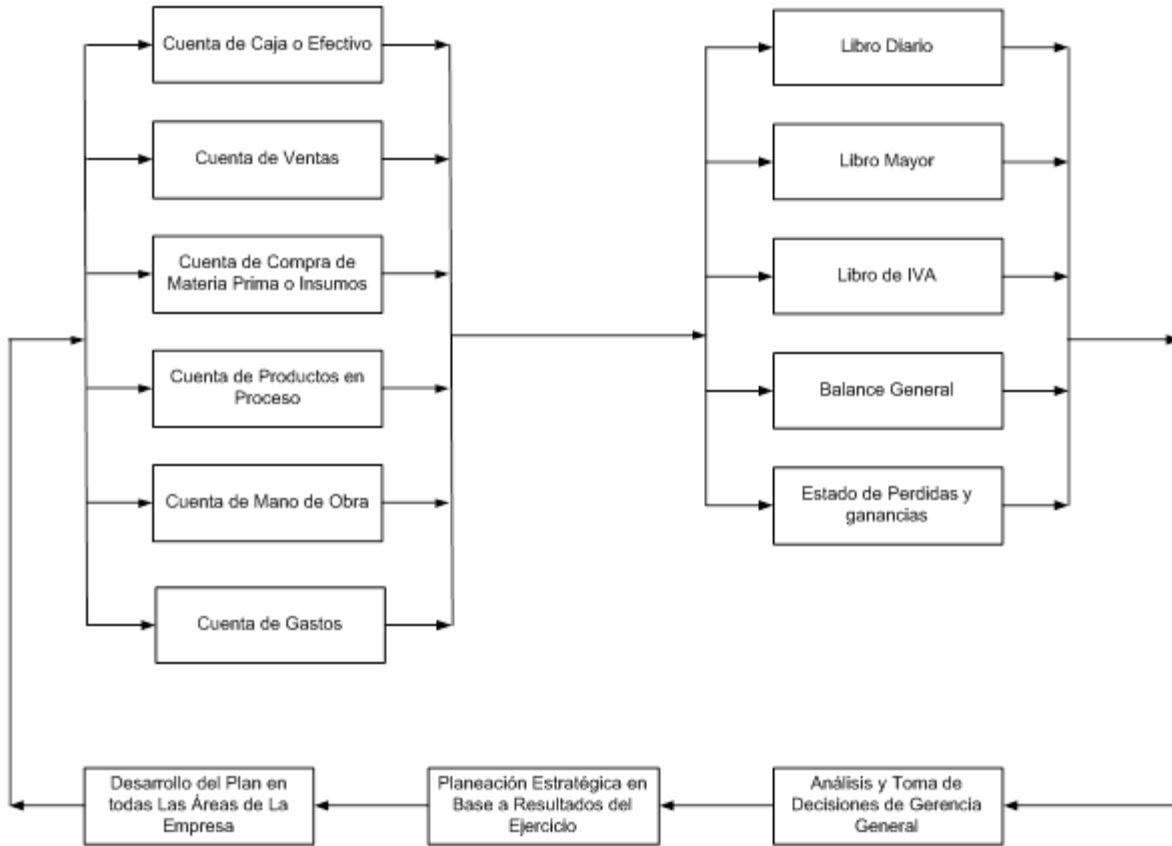 Cuenta de Caja o Efectivo
Cuenta de Ventas
Cuenta de Compra de
Materia Prima o Insumos
Cuenta de Productos en
Proceso
Cuenta de Mano de Obra
Cuenta de Gastos
Libro Diario
Libro Mayor
Libro de IVA
Balance General
Estado de Perdidas y
ganancias
Análisis y Toma de
Decisiones de Gerencia
General
Planeación Estratégica en
Base a Resultados del
Ejercicio
Desarrollo del Plan en
todas Las Áreas de La
Empresa